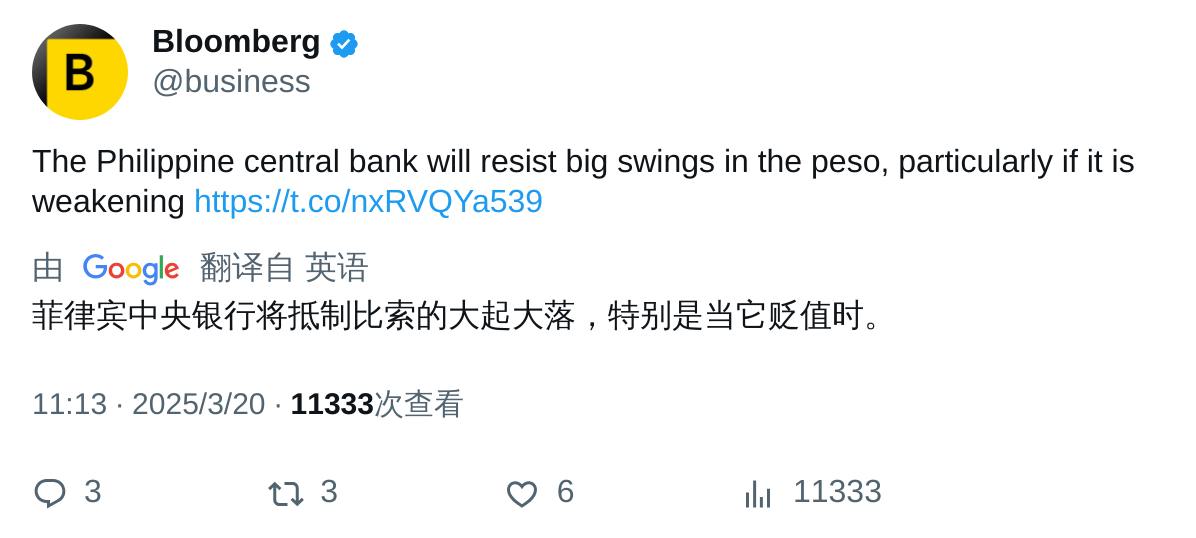 B
Bloomberg
@business
The Philippine central bank will resist big swings in the peso, particularly if it is
weakening https://t.co/nxRVQYa539
由 Google 翻译自 英语
菲律宾中央银行将抵制比索的大起大落，特别是当它贬值时。
11:13 · 2025/3/20 · 11333次查看
3 3 6 11333